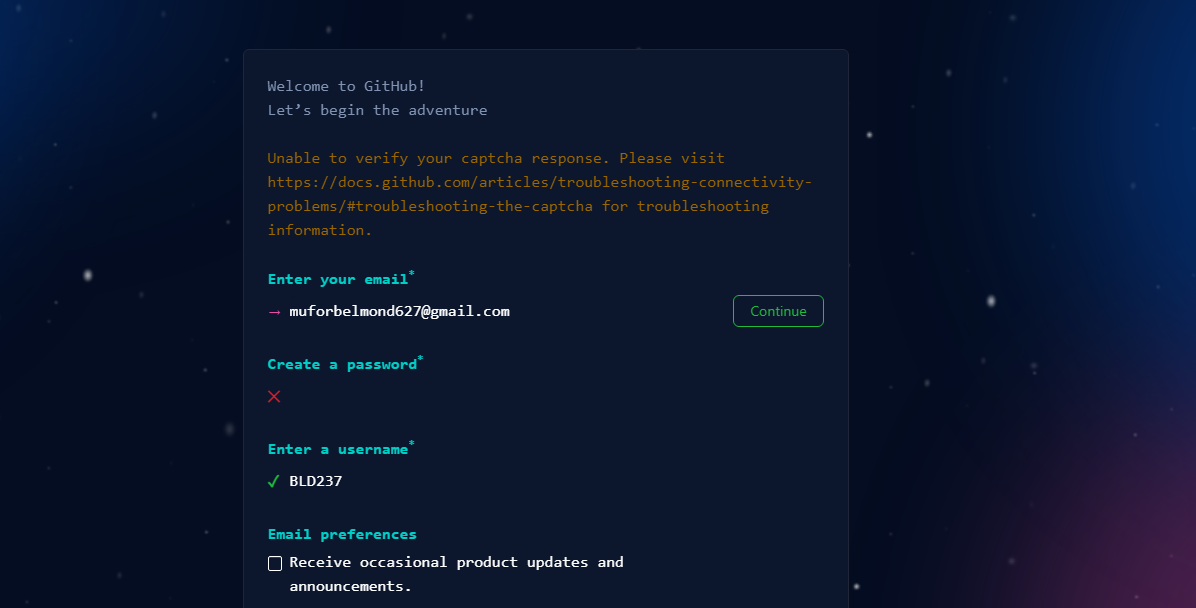 Welcome to GitHub!
Let’s begin the adventure
Unable to verify your captcha response. Please visit
https://docs.github.com/articles/troubleshooting-connectivity-
problems/#troubleshooting-the-captcha for troubleshooting
information.
Enter your email*
→ muforbelmond627@gmail.com
Continue
Create a password*
Enter a username*
✓ BLD237
Email preferences
Receive occasional product updates and
announcements.